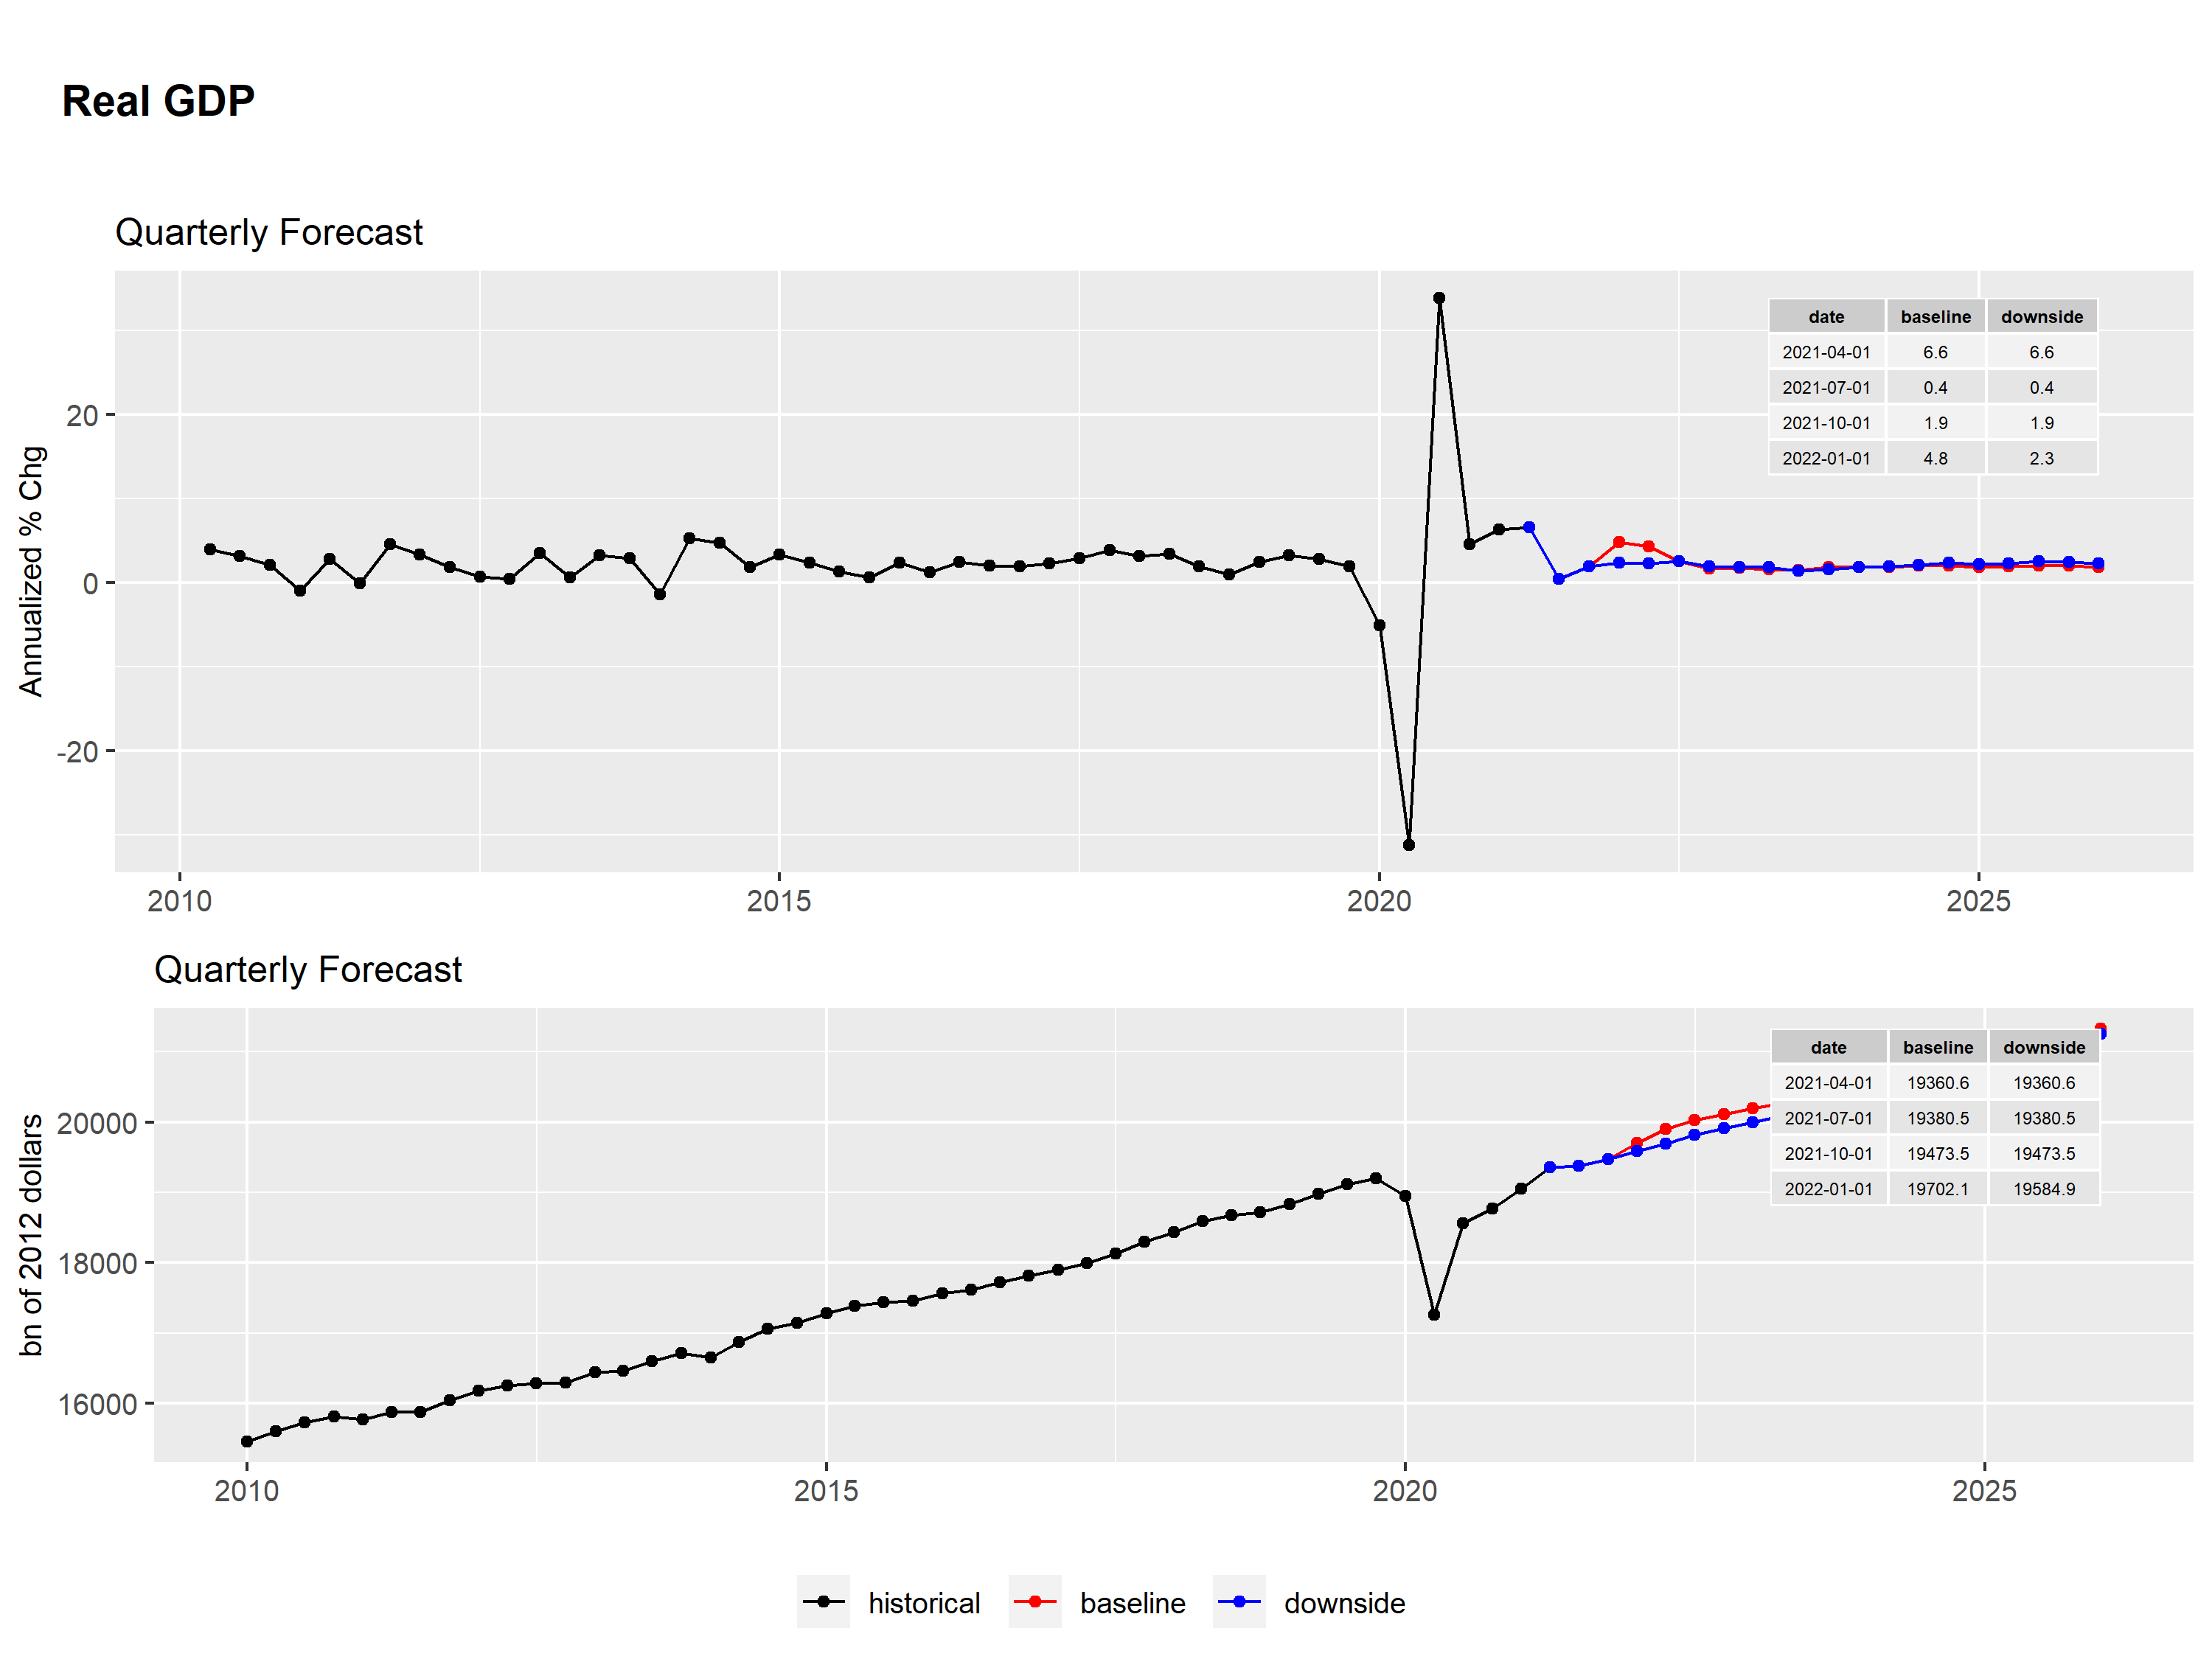 Real GDP
Quarterly Forecast
Annualized % Chg
20
0
-20
date baseline downside
2021-04-01 6.6 6.6
2021-07-01 0.4 0.4
2021-10-01 1.9 1.9
2022-01-01 4.8 2.3
2010 2015 2020 2025
Quarterly Forecast
bn of 2012 dollars
20000
18000
16000
date baseline downside
2021-04-01 19360.6 19360.6
2021-07-01 19380.5 19380.5
2021-10-01 19473.5 19473.5
2022-01-01 19702.1 19584.9
2010 2015 2020 2025
historical baseline downside